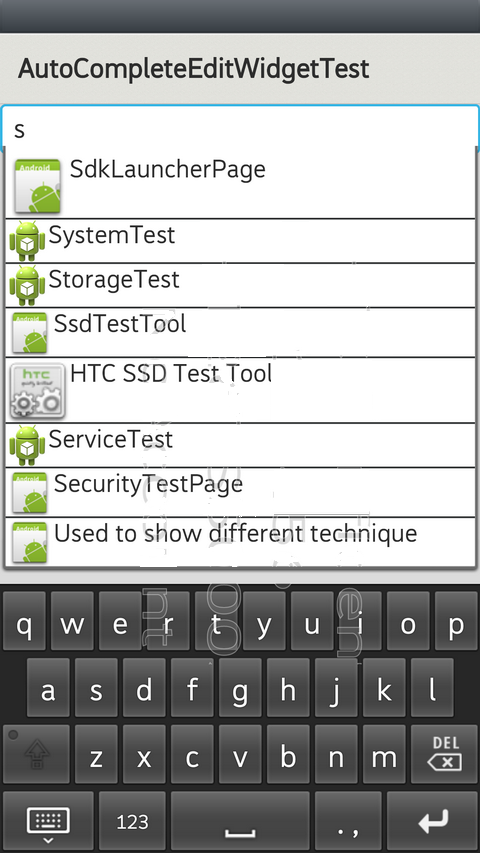 AutoCompleteEditWidgetTest
s
Android
SdkLauncherPage
SystemTest
StorageTest
Android
SsdTestTool
hTC
HTC SSD Test Tool
ServiceTest
Android
SecurityTestPage
Android
Used to show different technique
q w e r t y u i o p
a s d f g h j k l
z x c v b n m DEL
123 . ,